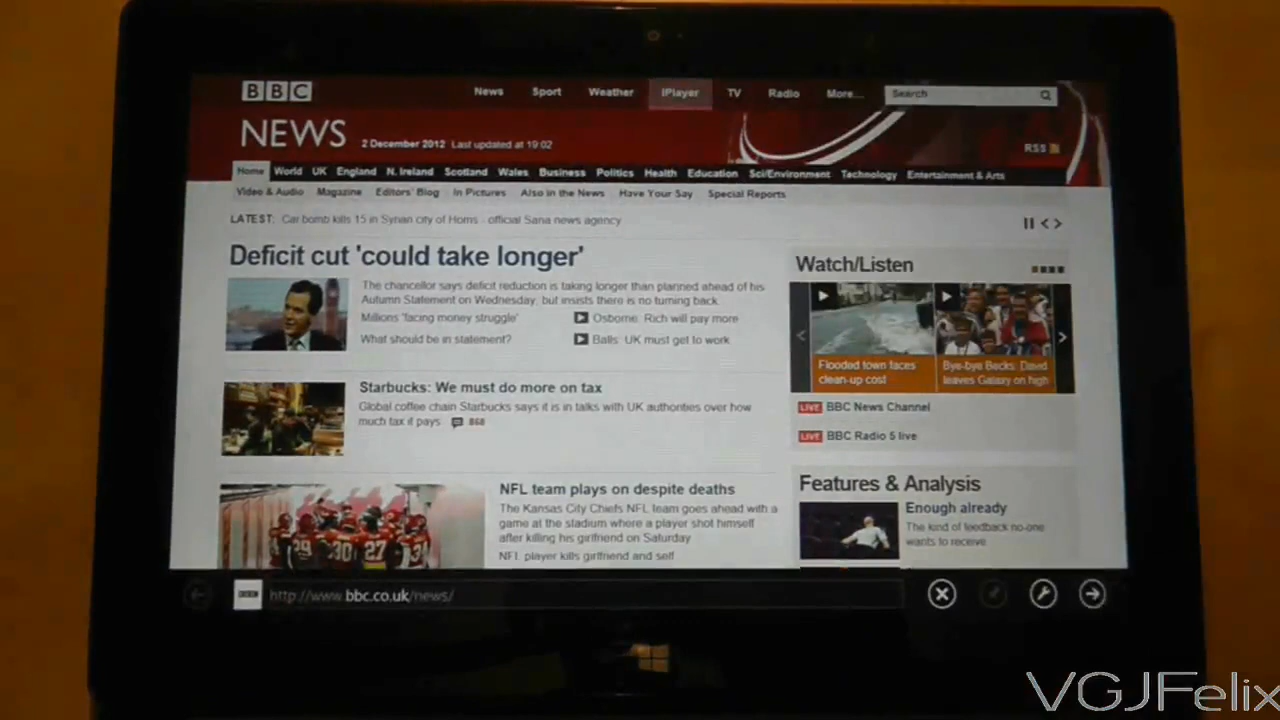 BBC
News Sport Weather iPlayer TV Radio More... Search
NEWS
2 December 2012 Last updated at 19:02
RSS
Home World UK England N. Ireland Scotland Wales Business Politics Health Education Sci/Environment Technology Entertainment & Arts
Video & Audio Magazine Editors' Blog In Pictures Also in the News Have Your Say Special Reports
LATEST: Car bomb kills 15 in Syrian city of Homs - official Sana news agency
Deficit cut 'could take longer'
The chancellor says deficit reduction is taking longer than planned ahead of his
Autumn Statement on Wednesday, but insists there is no turning back.
Millions 'facing money struggle'
Osborne: Rich will pay more
What should be in statement?
Balls: UK must get to work
Starbucks: We must do more on tax
Global coffee chain Starbucks says it is in talks with UK authorities over how
much tax it pays 868
NFL team plays on despite deaths
The Kansas City Chiefs NFL team goes ahead with a
game at the stadium where a player shot himself
after killing his girlfriend on Saturday
NFL player kills girlfriend and self
29 30 27
Watch/Listen
Flooded town faces
clean-up cost
Bye-bye Becks: David
leaves Galaxy on high
LIVE BBC News Channel
LIVE BBC Radio 5 live
Features & Analysis
Enough already
The kind of feedback no-one
wants to receive
http://www.bbc.co.uk/news/
VGJFelix